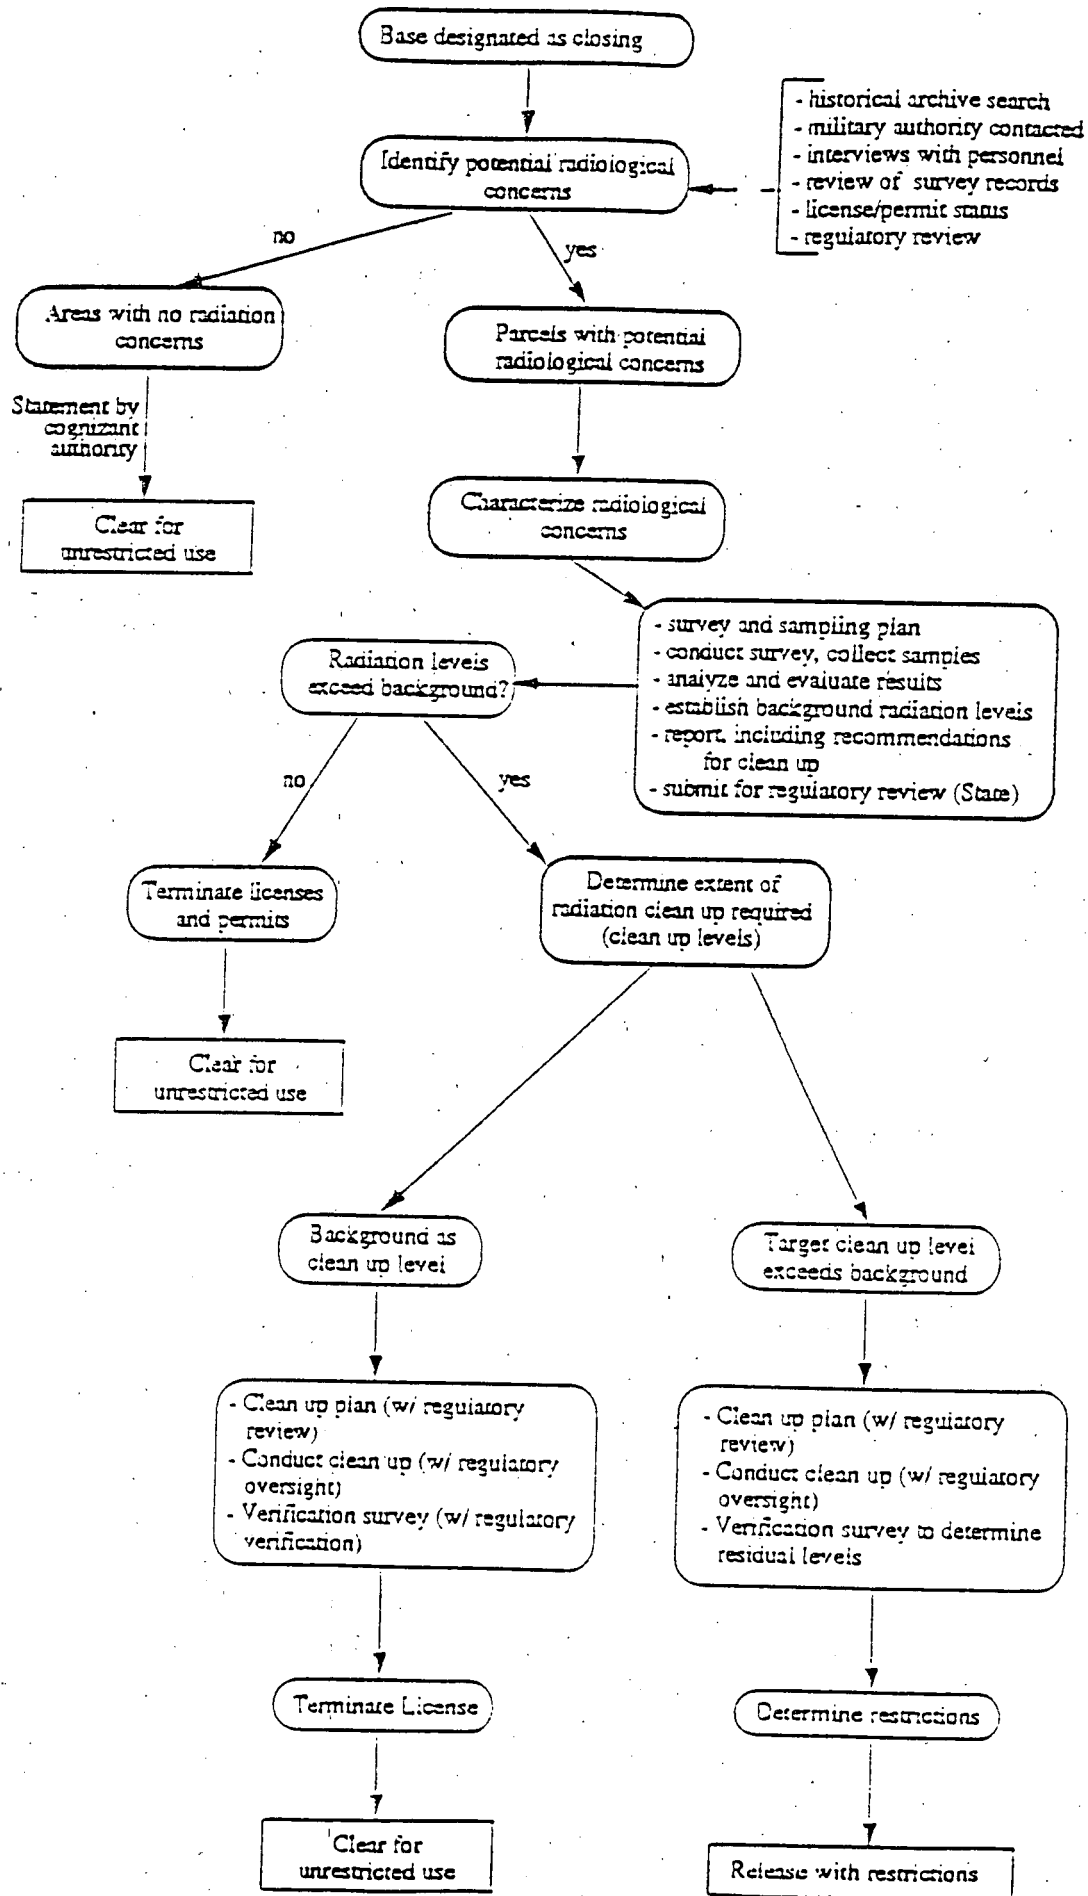 Base designated as closing
- historical archive search
- military authority contacted
- interviews with personnel
- review of survey records
- license/permit status
- regulatory review
Identify potential radiological
concerns
no
yes
Areas with no radiation
concerns
Parcels with potential
radiological concerns
Statement by
cognizant
authority
Clear for
unrestricted use
Characterize radiological
concerns
- survey and sampling plan
- conduct survey, collect samples
- analyze and evaluate results
- establish background radiation levels
- report, including recommendations
for clean up
- submit for regulatory review (State)
Radiation levels
exceed background?
no
yes
Terminate licenses
and permits
Determine extent of
radiation clean up required
(clean up levels)
Clear for
unrestricted use
Background as
clean up level
Target clean up level
exceeds background
- Clean up plan (w/ regulatory
review)
- Conduct clean up (w/ regulatory
oversight)
- Verification survey (w/ regulatory
verification)
- Clean up plan (w/ regulatory
review)
- Conduct clean up (w/ regulatory
oversight)
- Verification survey to determine
residual levels
Terminate License
Determine restrictions
Clear for
unrestricted use
Release with restrictions